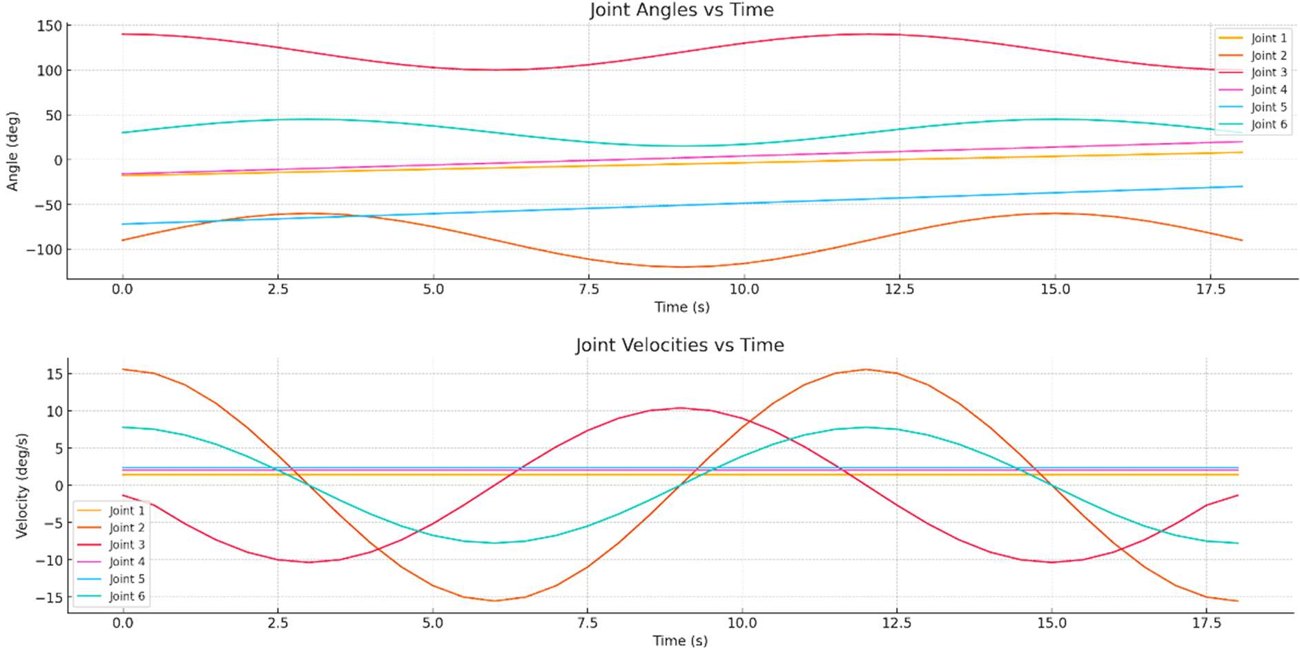 Joint Angles vs Time
150
100
50
0
−50
−100
Angle (deg)
Joint 1
Joint 2
Joint 3
Joint 4
Joint 5
Joint 6
0.0 2.5 5.0 7.5 10.0 12.5 15.0 17.5
Time (s)
Joint Velocities vs Time
15
10
5
0
−5
−10
−15
Velocity (deg/s)
Joint 1
Joint 2
Joint 3
Joint 4
Joint 5
Joint 6
0.0 2.5 5.0 7.5 10.0 12.5 15.0 17.5
Time (s)